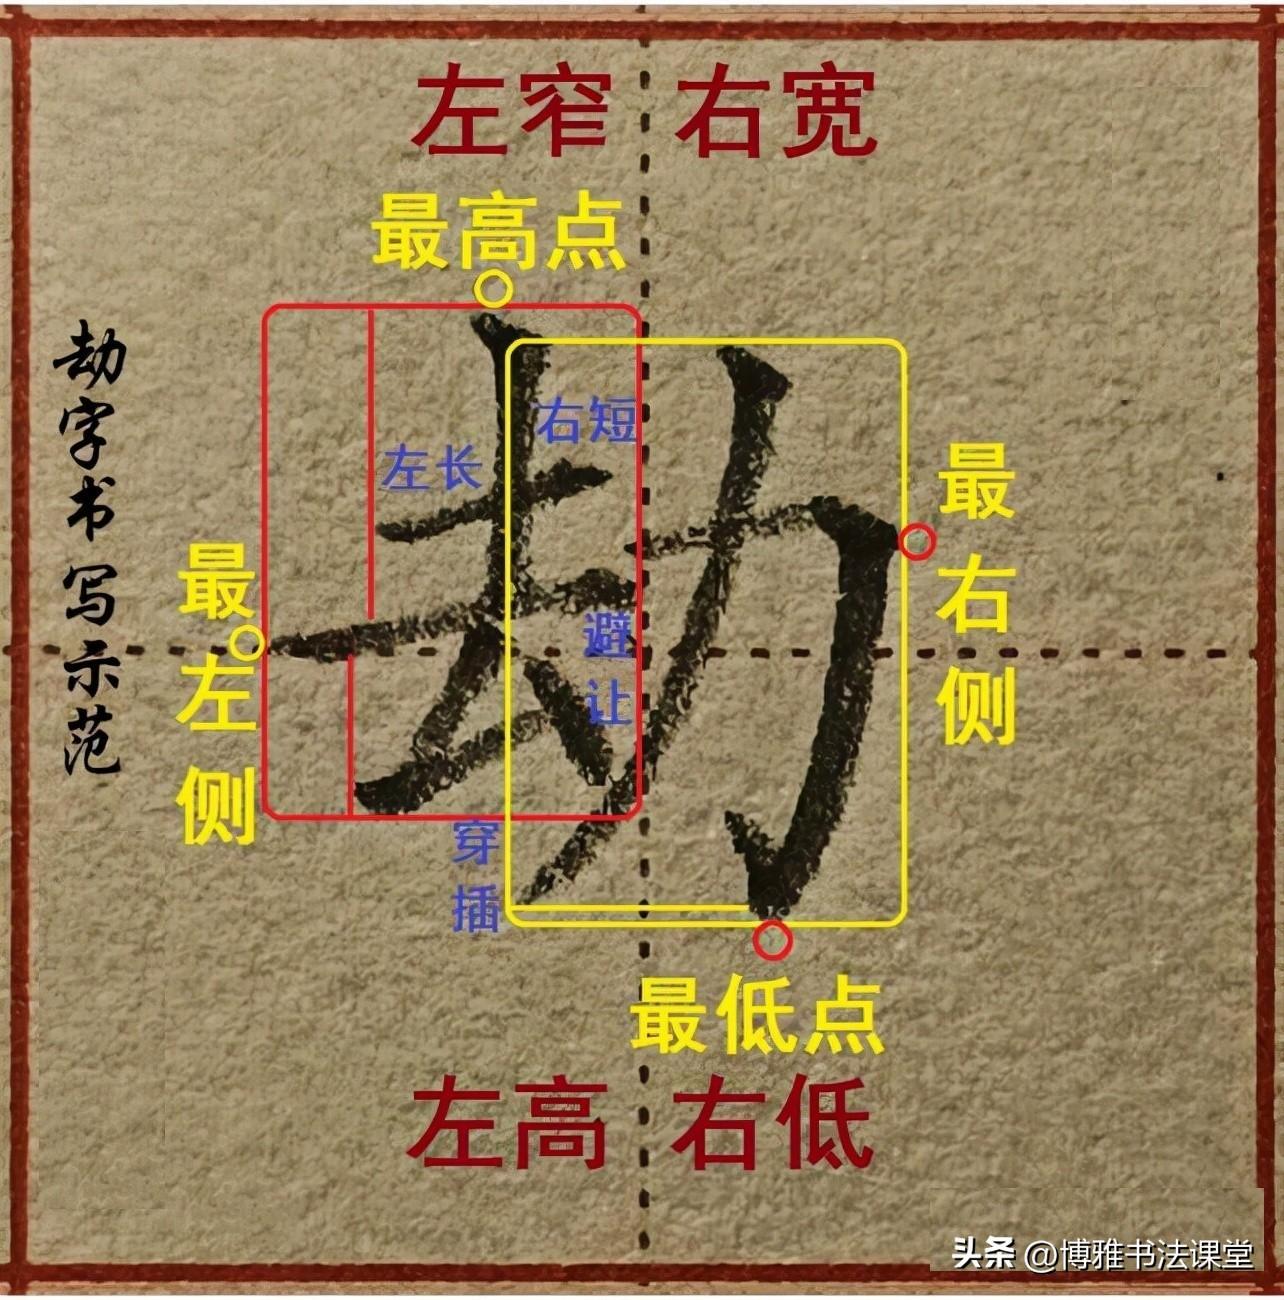 左窄 右宽
最高点
劫字书写示范
劫
右短
左长
最右侧
最左侧
避让
穿插
最低点
左高 右低
头条 @博雅书法课堂